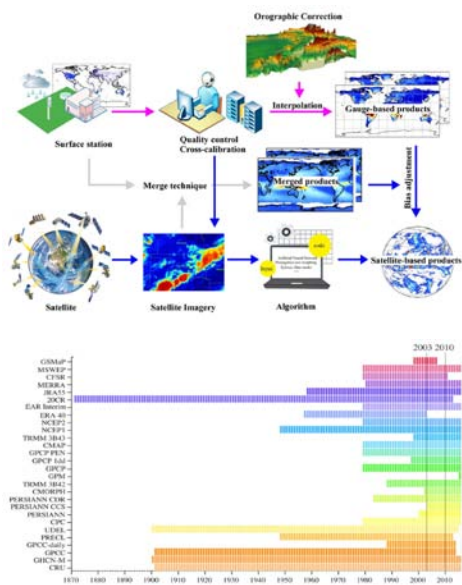 Orographic Correction
Interpolation
Surface station
Quality control
Cross-calibration
Gauge-based products
Merge technique
Merged products
Bias adjustment
Satellite
Satellite Imagery
Algorithm
Satellite-based products
2003 2010
GSMaP
MSWEP
CFSR
MERRA
JRA55
20CR
EAR Interim
ERA 40
NCEP2
NCEP1
TRMM 3B43
CMAP
GPCP PEN
GPCP 1dd
GPCP
GPM
TRMM 3B42
CMORPH
PERSIANN CDR
PERSIANN CCS
PERSIANN
CPC
UDEL
PRECL
GPCC-daily
GPCC
GHCN-M
CRU
1870 1880 1890 1900 1910 1920 1930 1940 1950 1960 1970 1980 1990 2000 2010